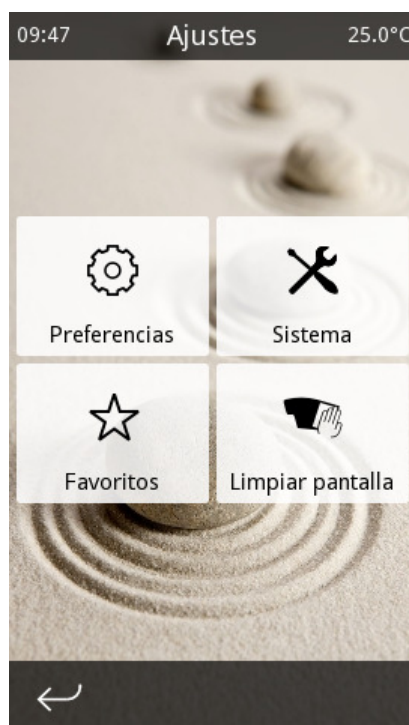 09:47 Ajustes 25.0°C
Preferencias Sistema
Favoritos Limpiar pantalla